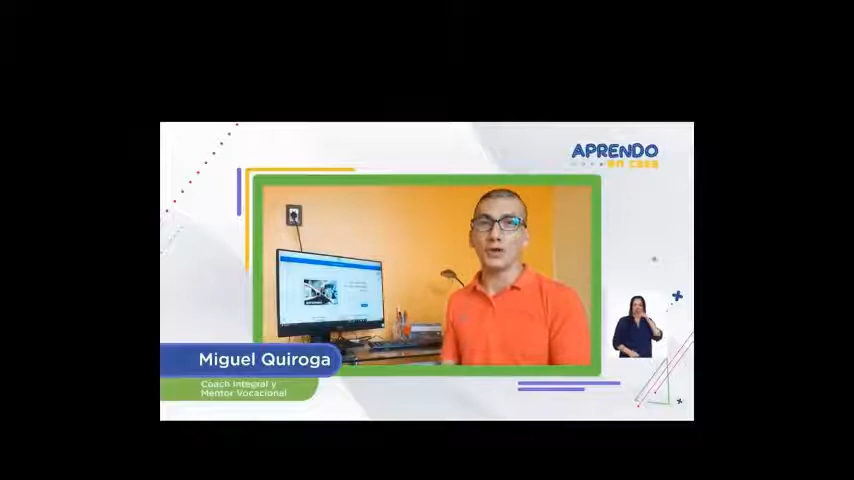 APRENDO
en casa
Miguel Quiroga
Coach Integral y
Mentor Vocacional